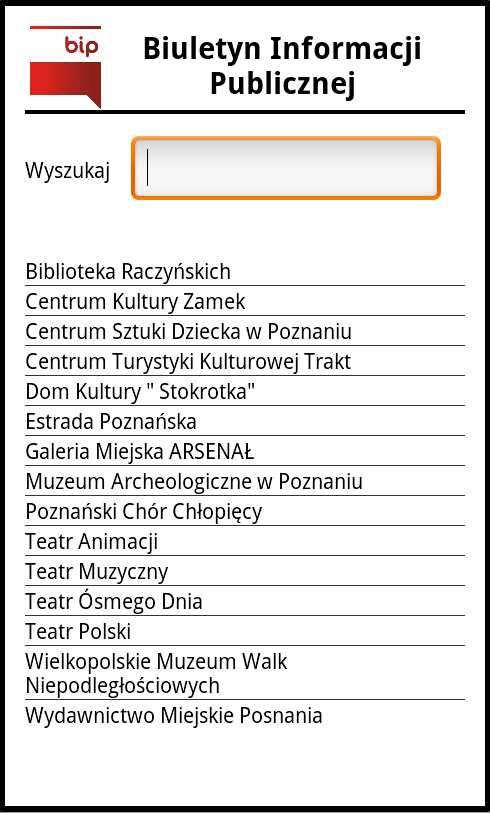 bip
Biuletyn Informacji
Publicznej
Wyszukaj
Biblioteka Raczyńskich
Centrum Kultury Zamek
Centrum Sztuki Dziecka w Poznaniu
Centrum Turystyki Kulturowej Trakt
Dom Kultury " Stokrotka"
Estrada Poznańska
Galeria Miejska ARSENAŁ
Muzeum Archeologiczne w Poznaniu
Poznański Chór Chłopięcy
Teatr Animacji
Teatr Muzyczny
Teatr Ósmego Dnia
Teatr Polski
Wielkopolskie Muzeum Walk
Niepodległościowych
Wydawnictwo Miejskie Posnania